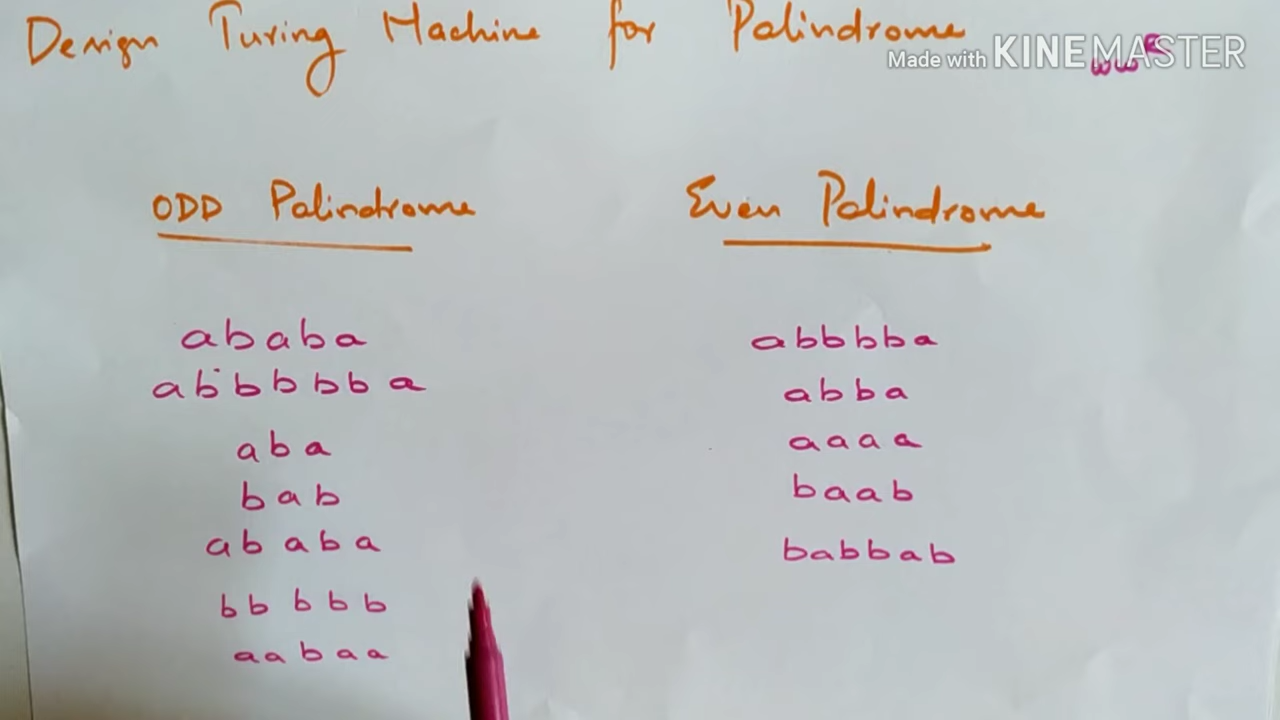 Design Turing Machine for Palindrome
Made with KINEMASTER
ww^R
ODD Palindrome
Even Palindrome
ababa
abbbbba
aba
bab
ababa
bbbbb
aabaa
abbbba
abba
aaaa
baab
babbab